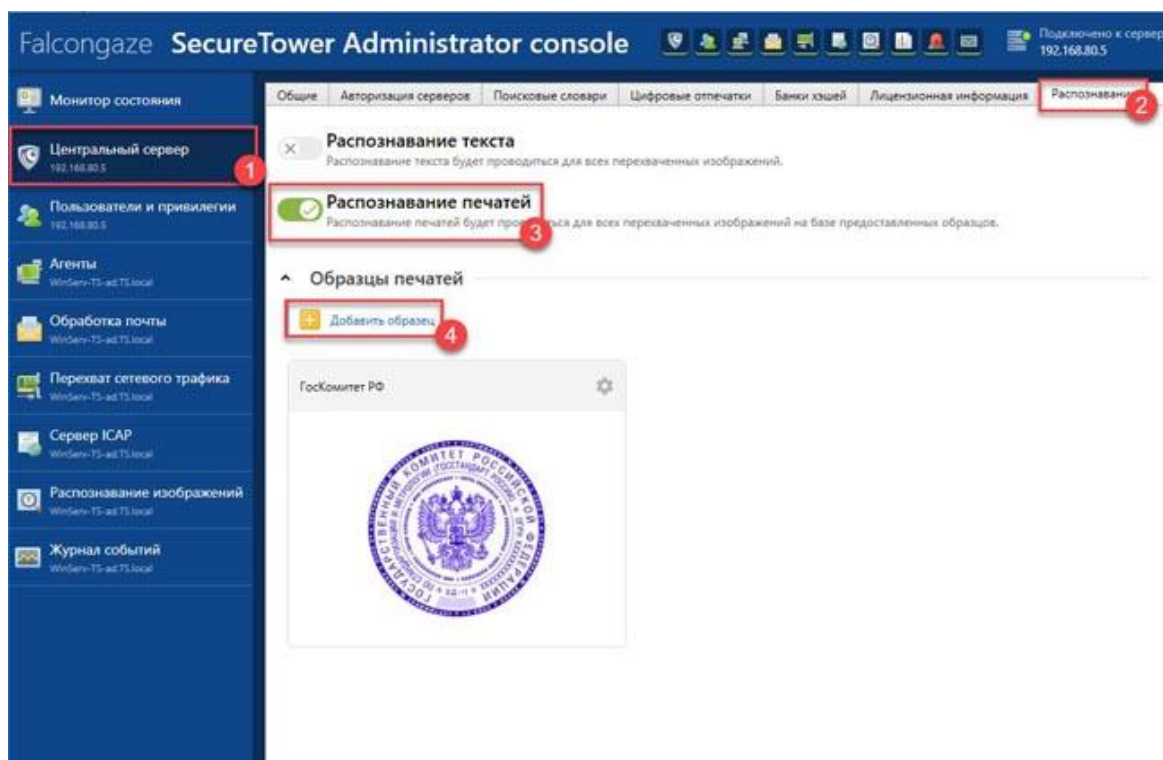 Falcongaze SecureTower Administrator console
Подключено к сервер
192.168.80.5
Монитор состояния
Центральный сервер
192.168.80.5
1
Пользователи и привилегии
192.168.80.5
Агенты
WinServ-TS-ad.TS.local
Обработка почты
WinServ-TS-ad.TS.local
Перехват сетевого трафика
WinServ-TS-ad.TS.local
Сервер ICAP
WinServ-TS-ad.TS.local
Распознавание изображений
WinServ-TS-ad.TS.local
Журнал событий
WinServ-TS-ad.TS.local
Общие Авторизация серверов Поисковые словари Цифровые отпечатки Банки хэшей Лицензионная информация Распознавани
2
Распознавание текста
Распознавание текста будет проводиться для всех перехваченных изображений.
Распознавание печатей
Распознавание печатей будет для всех перехваченных изображений на базе предоставленных образцов.
3
Образцы печатей
Добавить образец
4
ГосКомитет РФ
ГОСУДАРСТВЕННЫЙ КОМИТЕТ РОССИЙСКОЙ ФЕДЕРАЦИИ